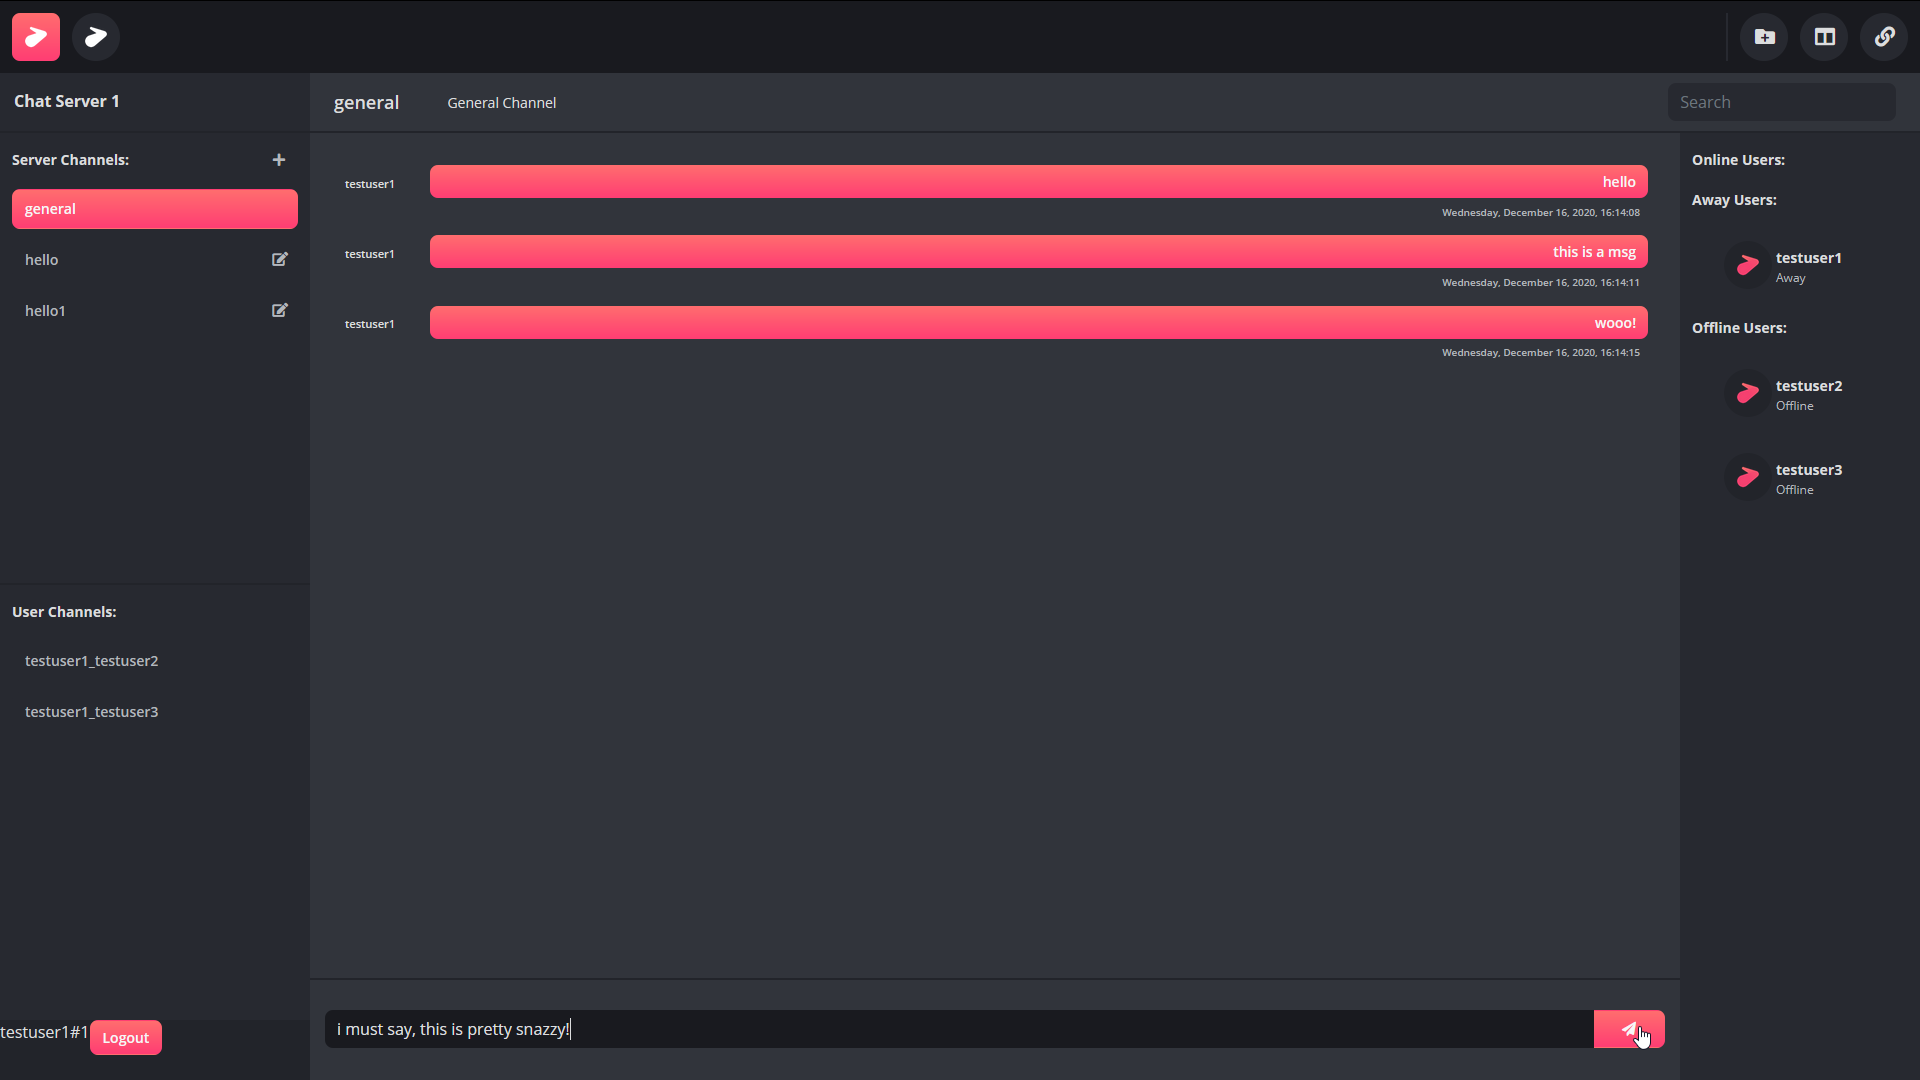 Chat Server 1
general
General Channel
Search
Server Channels:
general
hello
hello1
User Channels:
testuser1_testuser2
testuser1_testuser3
testuser1#1
Logout
testuser1
hello
Wednesday, December 16, 2020, 16:14:08
testuser1
this is a msg
Wednesday, December 16, 2020, 16:14:11
testuser1
wooo!
Wednesday, December 16, 2020, 16:14:15
i must say, this is pretty snazzy!
Online Users:
Away Users:
testuser1
Away
Offline Users:
testuser2
Offline
testuser3
Offline